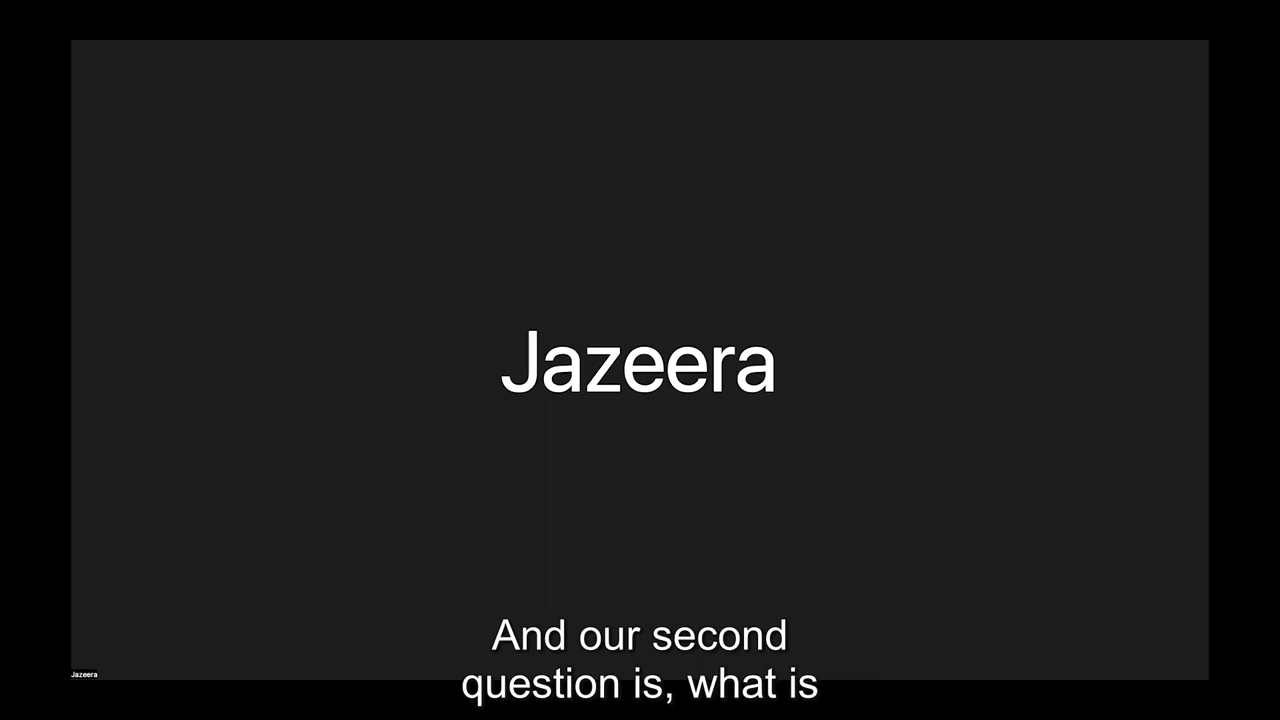 Jazeera
Jazeera
And our second
question is, what is